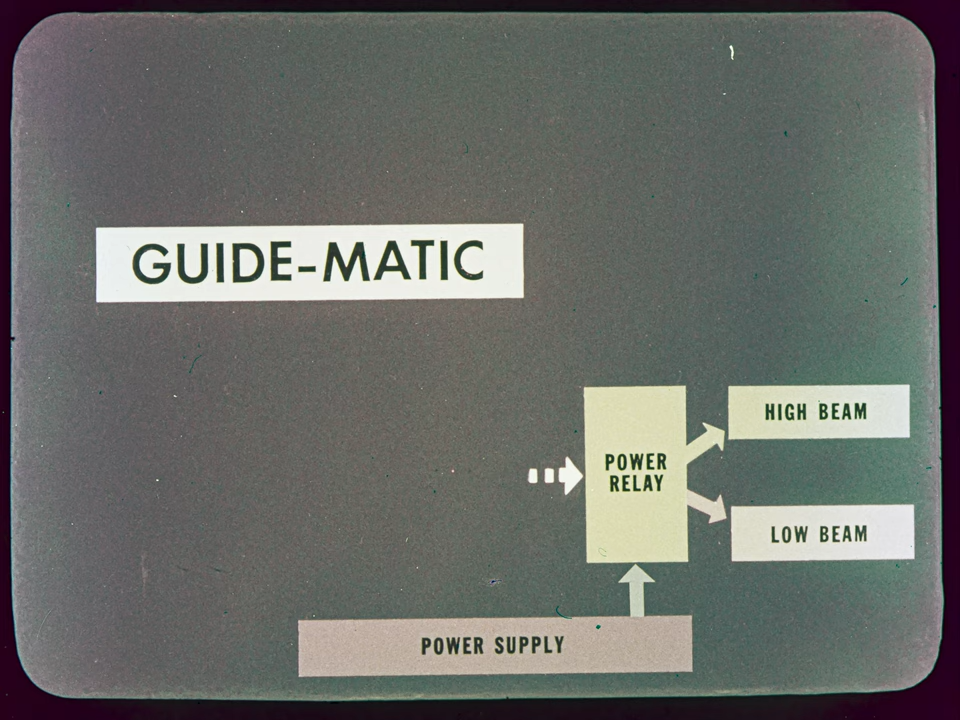 GUIDE-MATIC
HIGH BEAM
POWER
RELAY
LOW BEAM
POWER SUPPLY